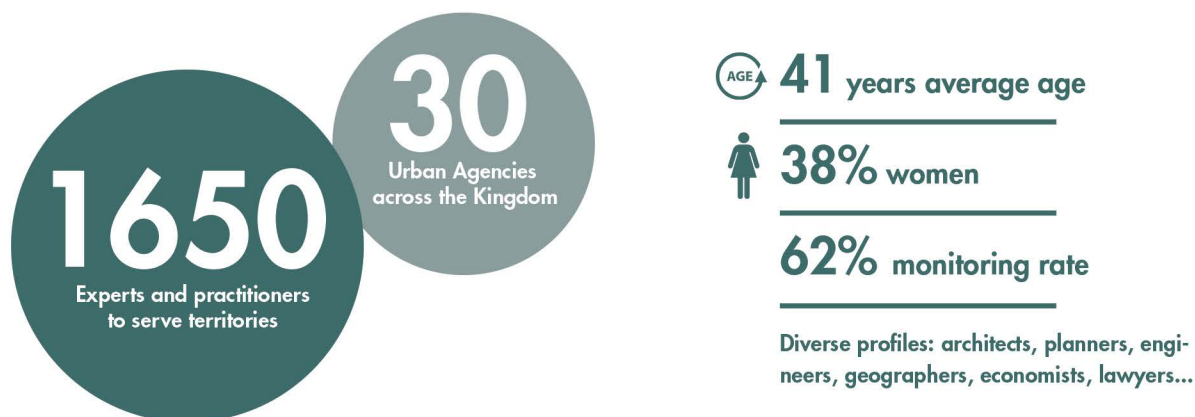 1650
Experts and practitioners
to serve territories
30
Urban Agencies
across the Kingdom
AGE 41 years average age
38% women
62% monitoring rate
Diverse profiles: architects, planners, engi-
neers, geographers, economists, lawyers...